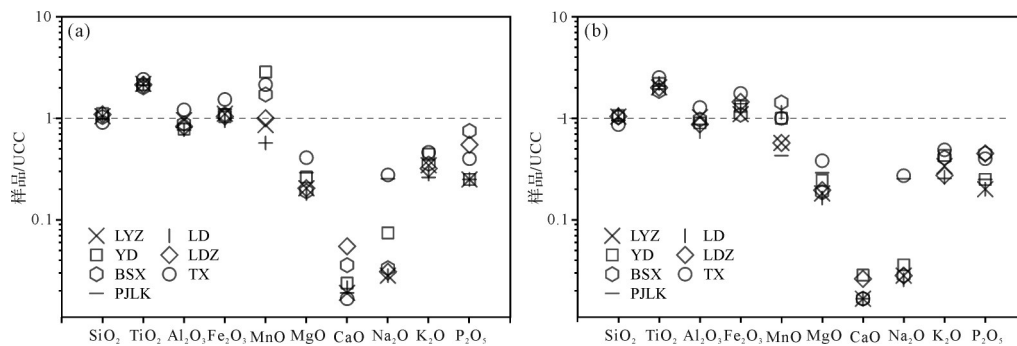 (a)
10
1
0.1
样品/UCC
LYZ
LD
YD
LDZ
BSX
TX
PJLK
SiO₂ TiO₂ Al₂O₃ Fe₂O₃ MnO MgO CaO Na₂O K₂O P₂O₅
(b)
10
1
0.1
样品/UCC
LYZ
LD
YD
LDZ
BSX
TX
PJLK
SiO₂ TiO₂ Al₂O₃ Fe₂O₃ MnO MgO CaO Na₂O K₂O P₂O₅